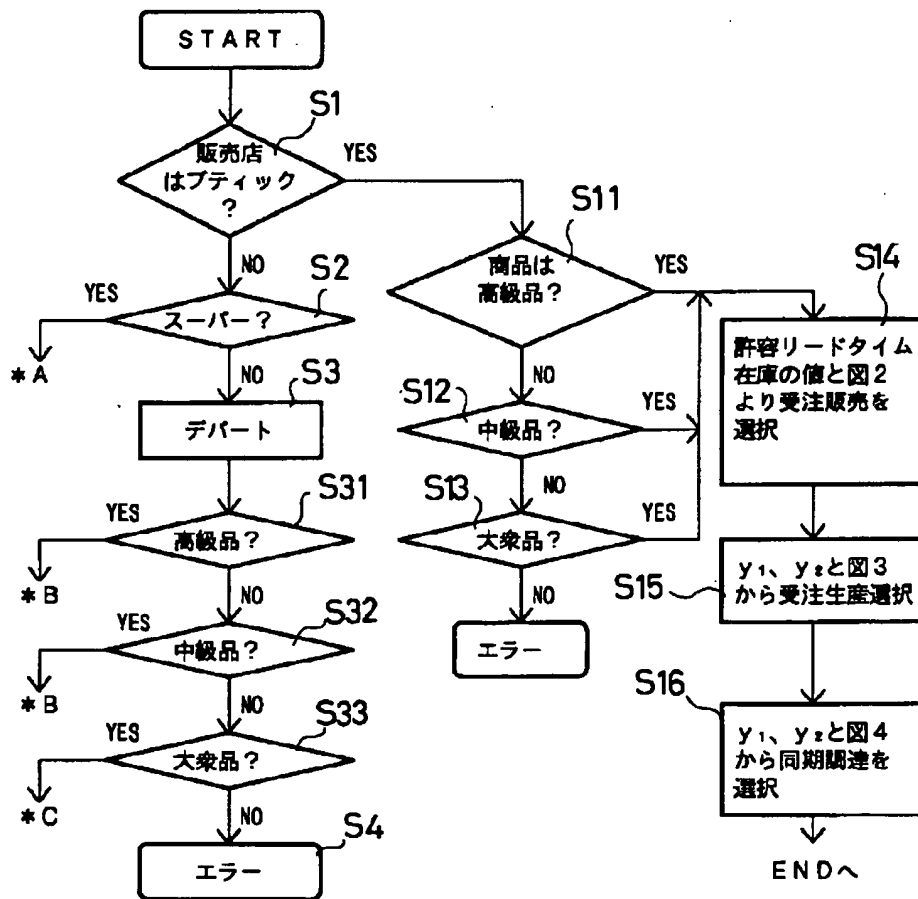 START
S1
販売店
はブティック
?
YES
NO
S2
スーパー?
YES
*A
NO
S3
デパート
S31
高級品?
YES
*B
NO
S32
中級品?
YES
*B
NO
S33
大衆品?
YES
*C
NO
S4
エラー
S11
商品は
高級品?
YES
NO
S12
中級品?
YES
NO
S13
大衆品?
YES
NO
エラー
S14
許容リードタイム
在庫の値と図2
より受注販売を
選択
S15
y₁、y₂と図3
から受注生産選択
S16
y₁、y₂と図4
から同期調達を
選択
ENDへ